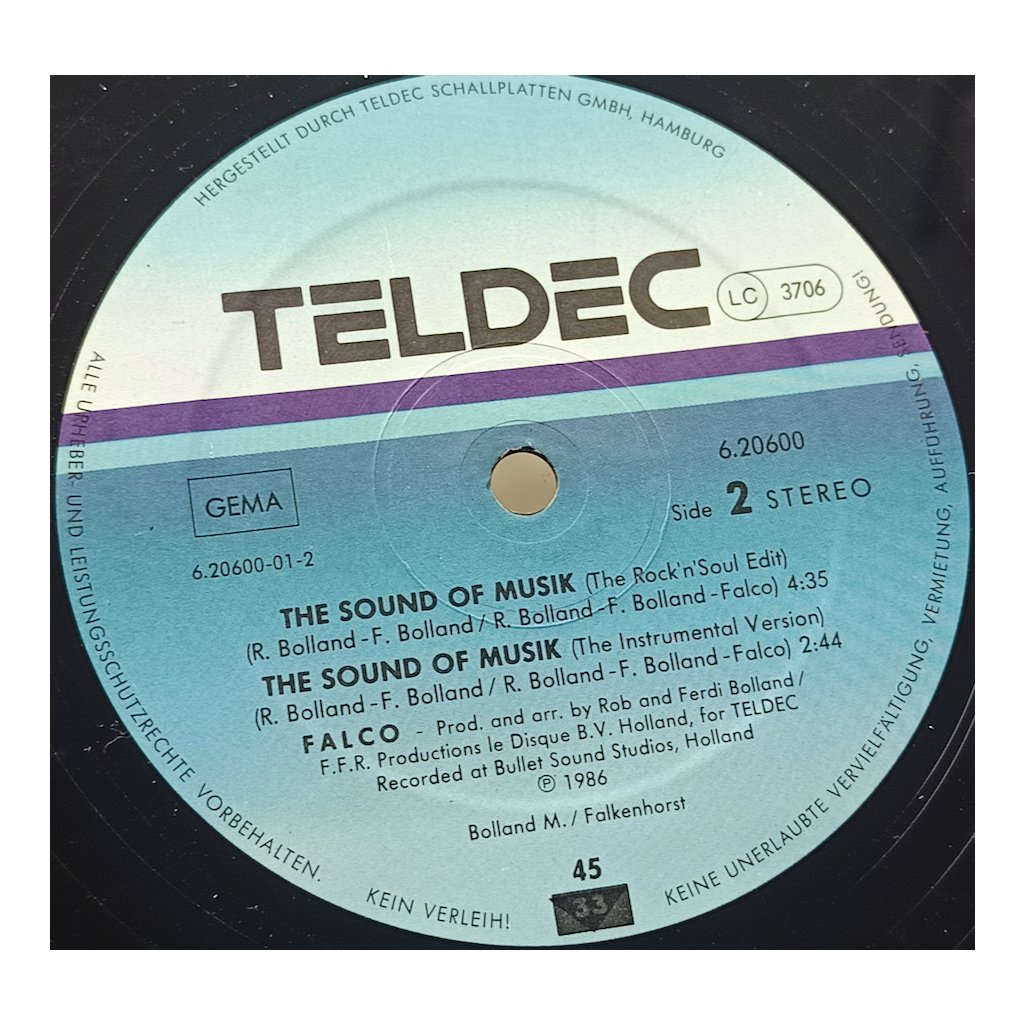 HERGESTELLT DURCH TELDEC SCHALLPLATTEN GMBH, HAMBURG
TELDEC
LC 3706
6.20600
GEMA
Side 2 STEREO
6.20600-01-2
THE SOUND OF MUSIK (The Rock'n'Soul Edit)
(R. Bolland-F. Bolland/R. Bolland-F. Bolland-Falco) 4:35
THE SOUND OF MUSIK (The Instrumental Version)
(R. Bolland-F. Bolland/R. Bolland-F. Bolland-Falco) 2:44
FALCO - Prod. and arr. by Rob and Ferdi Bolland/
F.F.R. Productions le Disque B.V. Holland, for TELDEC
Recorded at Bullet Sound Studios, Holland
℗ 1986
Bolland M./Falkenhorst
45
33
ALLE URHEBER- UND LEISTUNGSSCHUTZRECHTE VORBEHALTEN.
KEIN VERLEIH!
KEINE UNERLAUBTE VERVIELFÄLTIGUNG, VERMIETUNG, AUFFÜHRUNG, SENDUNG!